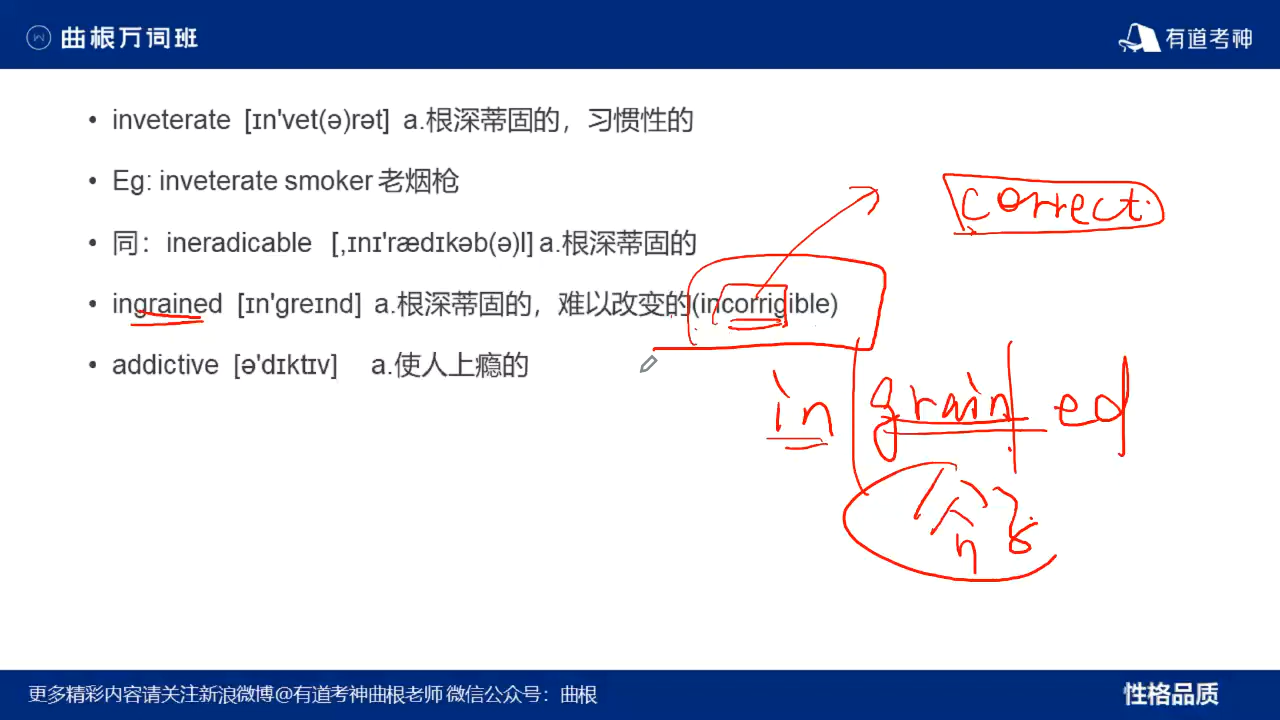 曲根万词班
有道考神
• inveterate [ɪn'vet(ə)rət] a.根深蒂固的，习惯性的
• Eg: inveterate smoker 老烟枪
correct
• 同：ineradicable [,ɪnɪ'rædɪkəb(ə)l] a.根深蒂固的
• ingrained [ɪn'greɪnd] a.根深蒂固的，难以改变的(incorrigible)
• addictive [ə'dɪktɪv] a.使人上瘾的
in grain ed
更多精彩内容请关注新浪微博@有道考神曲根老师 微信公众号：曲根
性格品质